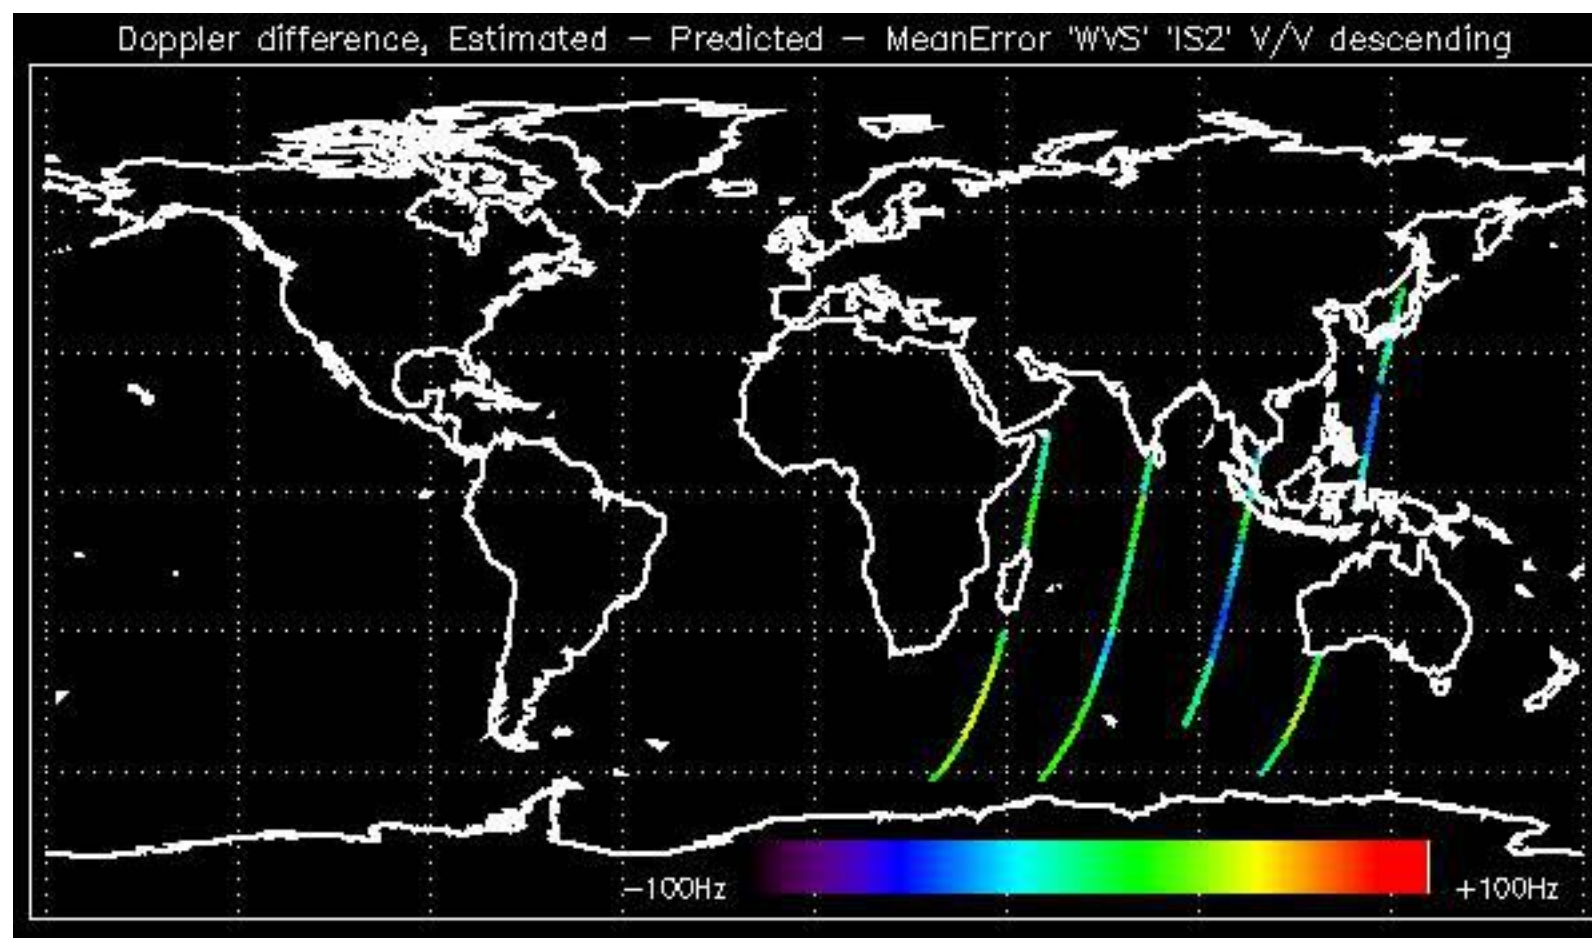 Doppler difference, Estimated - Predicted - MeanError 'WVS' 'IS2' V/V descending
-100Hz
+100Hz